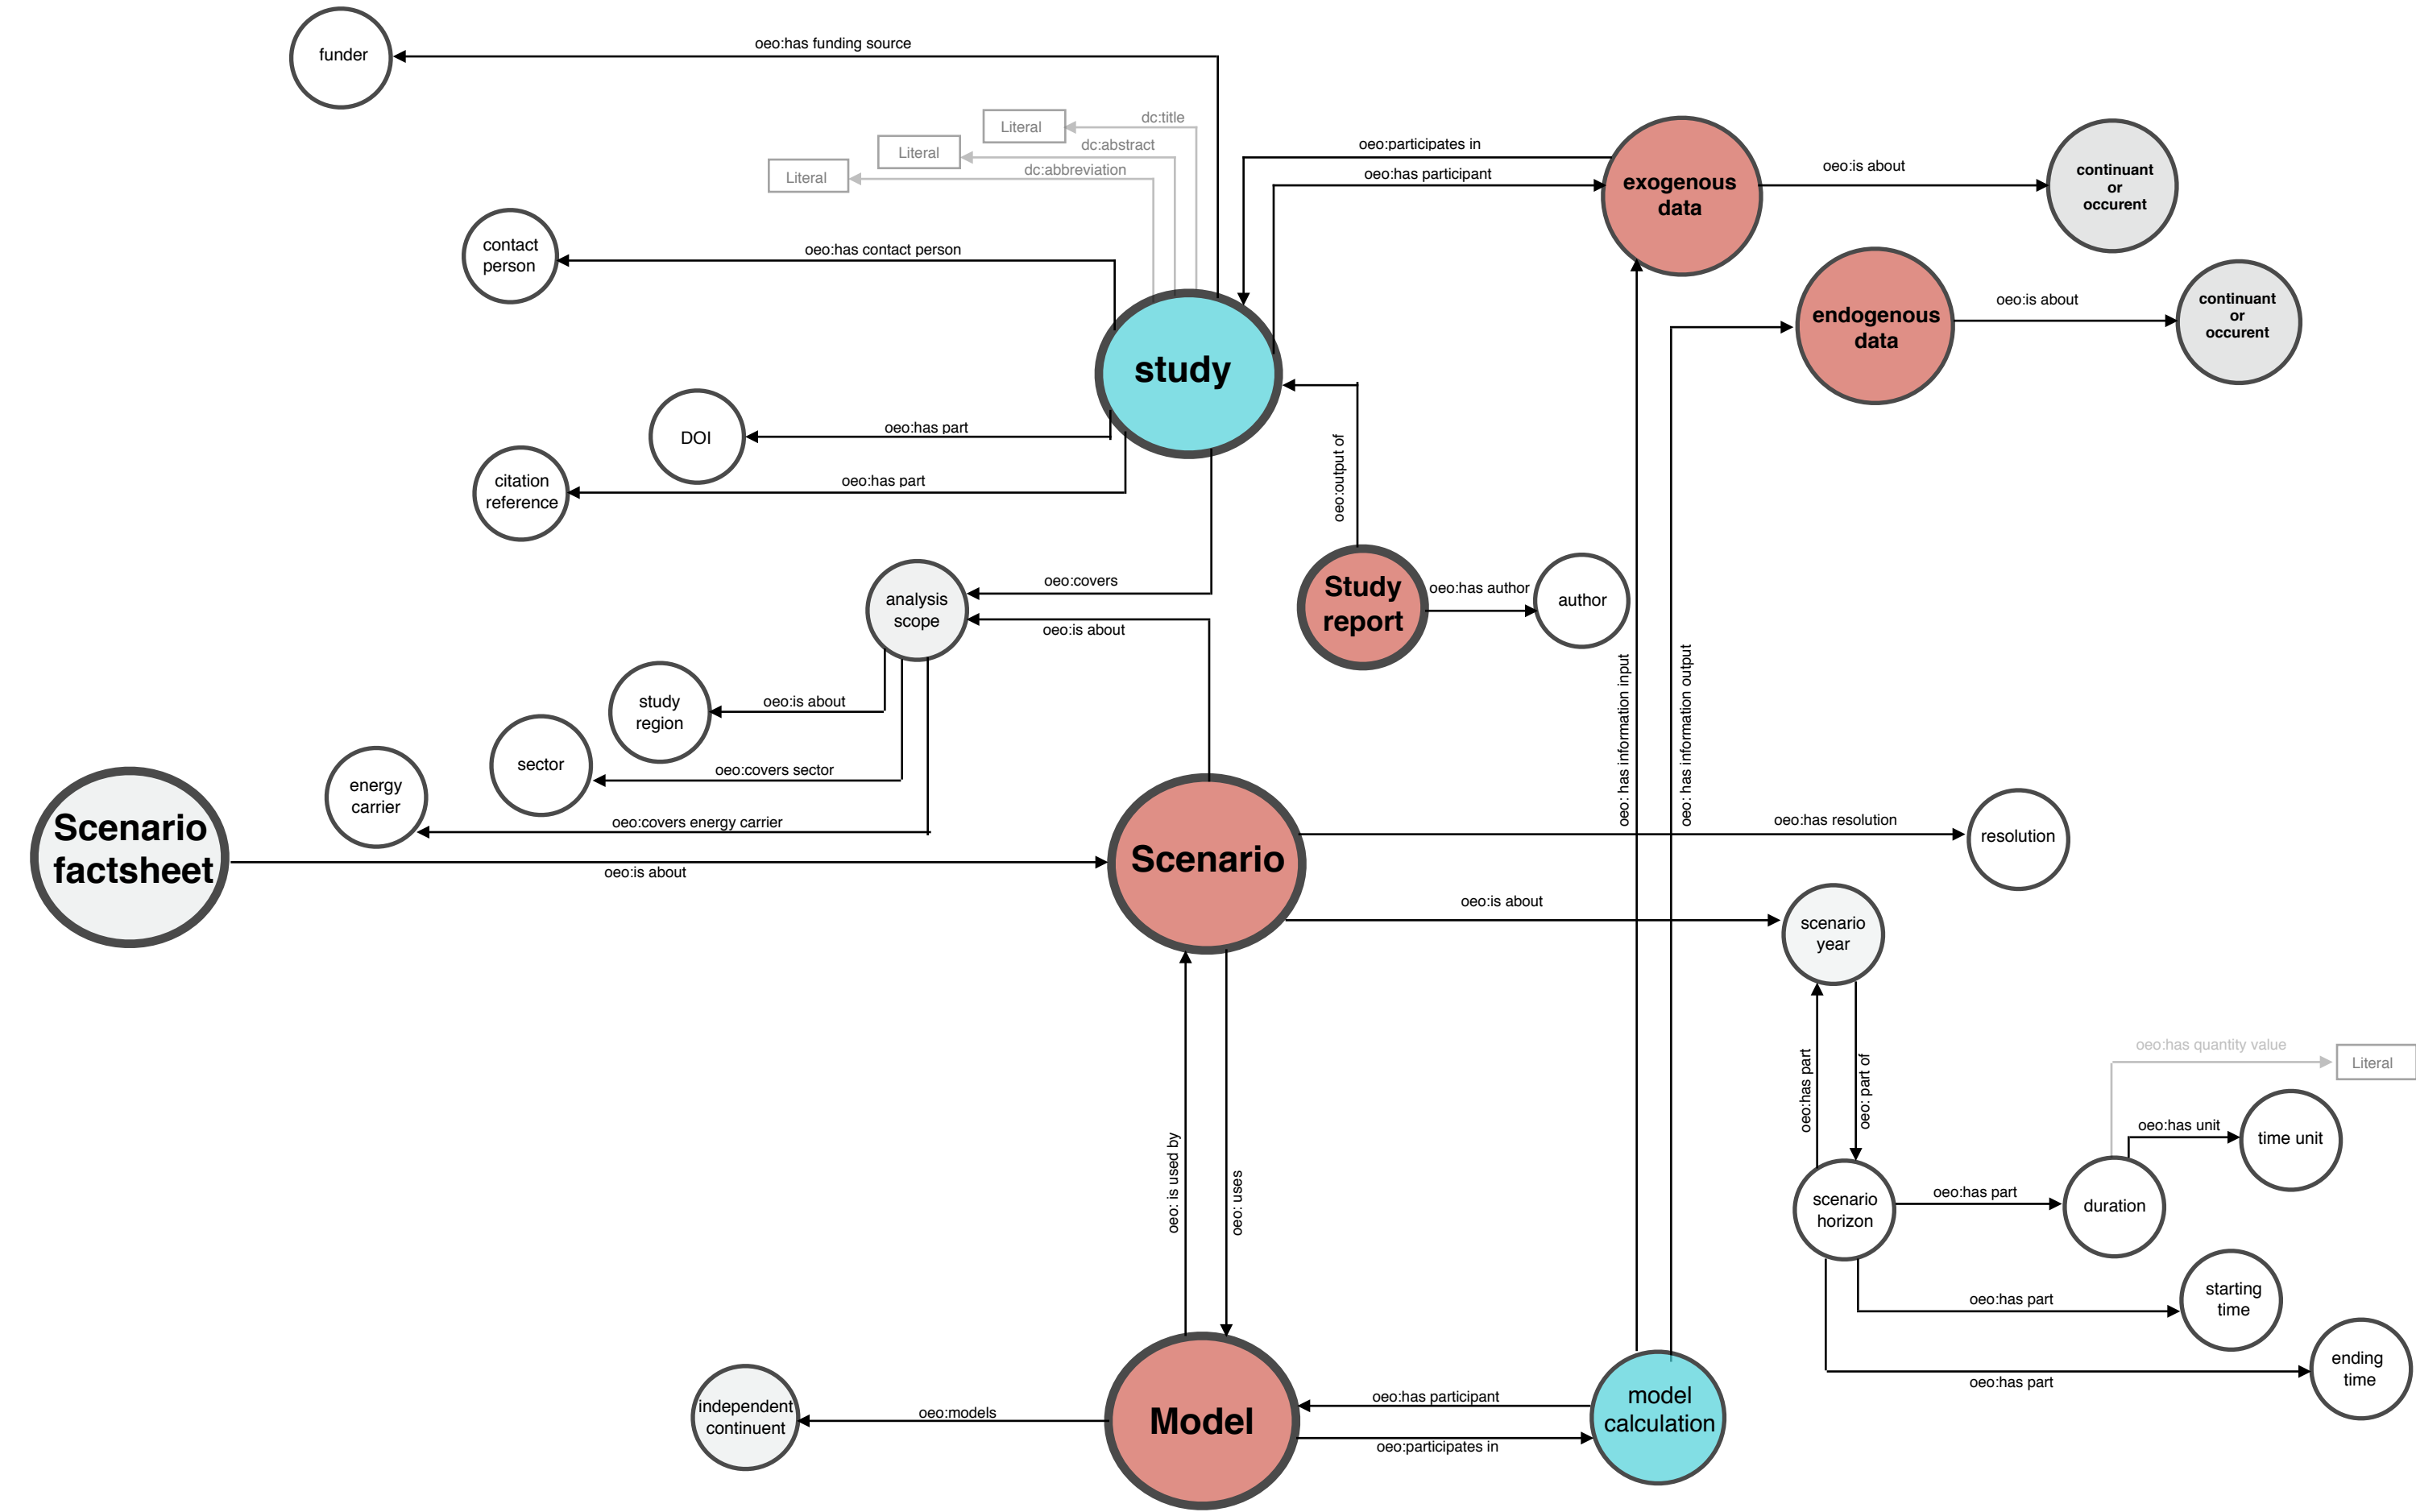 oeo:has funding source
funder
dc:title
Literal
dc:abstract
Literal
dc:abbreviation
Literal
oeo:participates in
oeo:has participant
exogenous
data
oeo:is about
continuant
or
occurent
contact
person
oeo:has contact person
endogenous
data
oeo:is about
continuant
or
occurent
study
DOI
oeo:has part
citation
reference
oeo:has part
oeo:output of
analysis
scope
oeo:covers
oeo:is about
Study
report
oeo:has author
author
study
region
oeo:is about
sector
oeo:covers sector
energy
carrier
oeo:covers energy carrier
oeo: has information input
oeo: has information output
Scenario
factsheet
oeo:is about
Scenario
oeo:has resolution
resolution
oeo:is about
scenario
year
oeo:has part
oeo: part of
oeo:has quantity value
Literal
oeo:has unit
time unit
oeo: is used by
oeo: uses
scenario
horizon
oeo:has part
duration
oeo:has part
starting
time
oeo:has part
ending
time
independent
continuent
oeo:models
Model
oeo:has participant
oeo:participates in
model
calculation